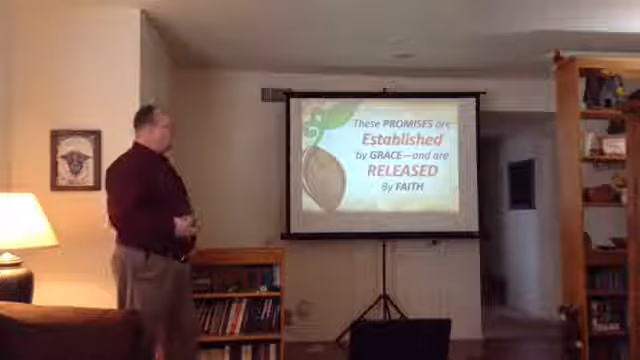 These PROMISES are
Established
by GRACE—and are
RELEASED
By FAITH